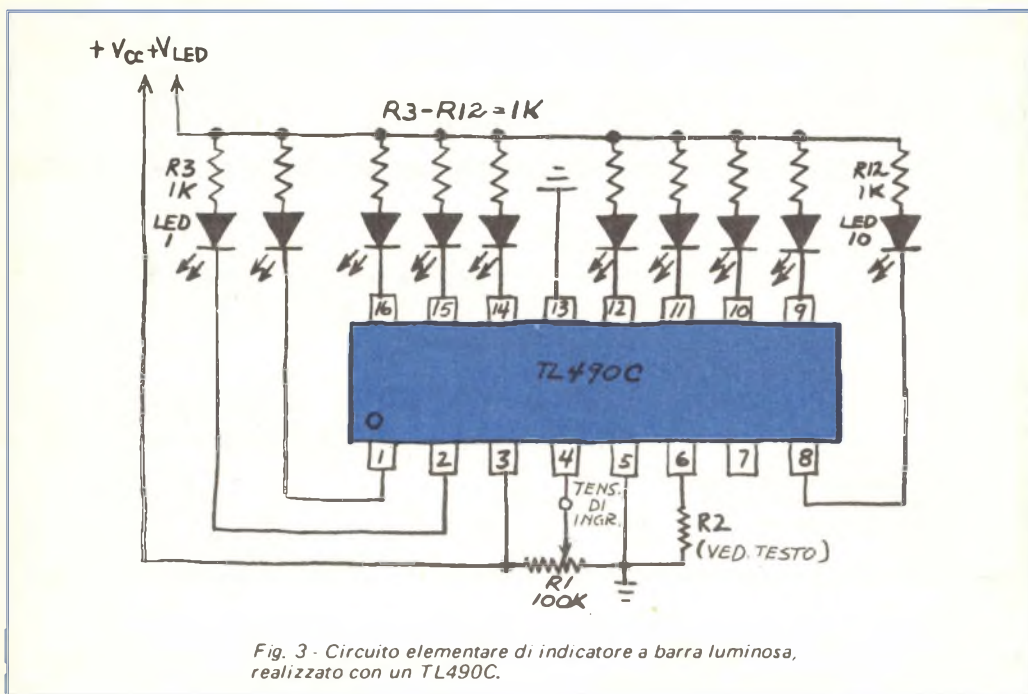 + Vcc +VLED
R3-R12 = 1K
R3
1K
LED
1
R12
1K
LED
10
16
15
14
13
12
11
10
9
TL490C
1
2
3
4
5
6
7
8
TENS.
DI
INGR.
R2
(VED. TESTO)
R1
100K
Fig. 3 - Circuito elementare di indicatore a barra luminosa,
realizzato con un TL490C.